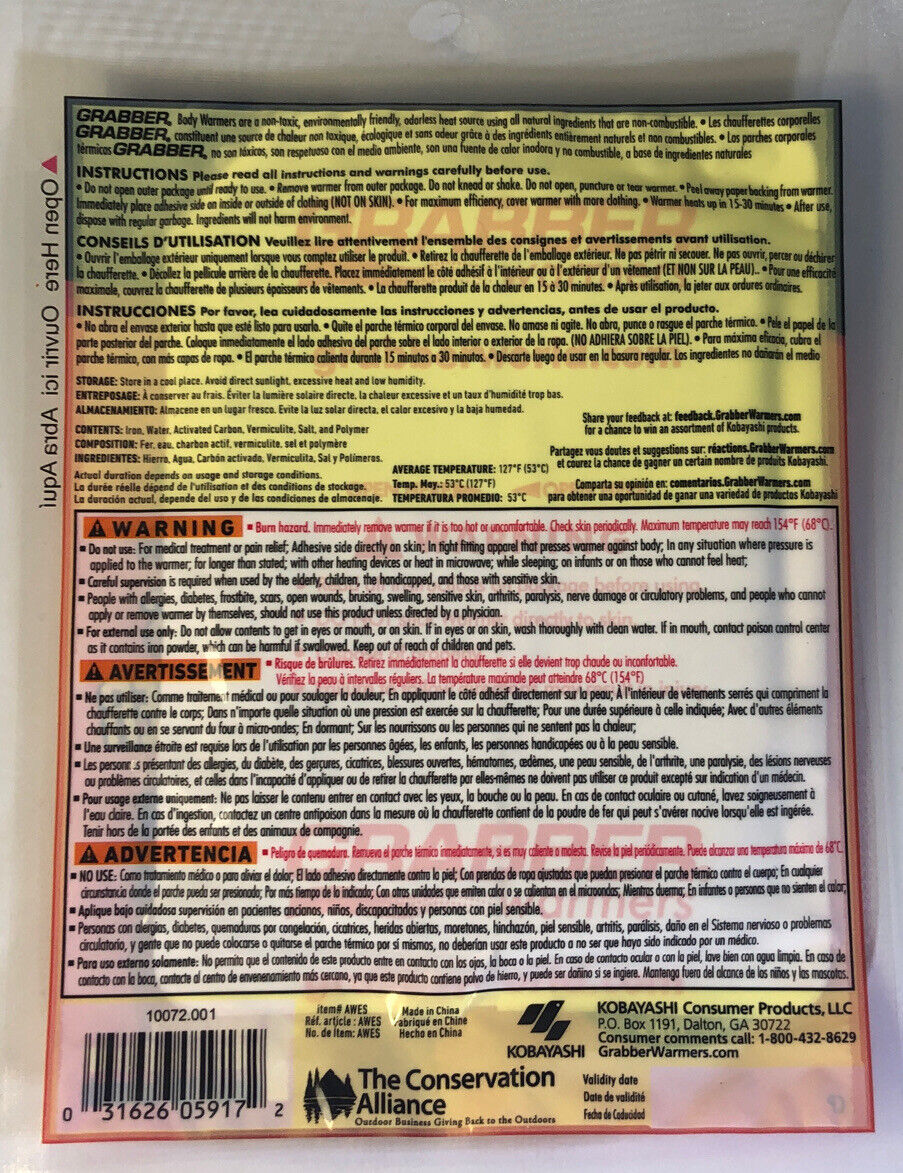 GRABBER® Body Warmers are a non-toxic, environmentally friendly, odorless heat source using all natural ingredients that are non-combustible. • Les chaufferettes corporelles
GRABBER® constituent une source de chaleur non toxique, écologique et sans odeur grâce à des ingrédients entièrement naturels et non combustibles. • Los parches corporales
térmicos GRABBER® no son tóxicos, son respetuoso con el medio ambiente, son una fuente de calor inodora y no combustible, a base de ingredientes naturales
INSTRUCTIONS Please read all instructions and warnings carefully before use.
• Do not open outer package until ready to use. • Remove warmer from outer package. Do not knead or shake. Do not open, puncture or tear warmer. • Peel away paper backing from warmer.
Immediately place adhesive side on inside or outside of clothing (NOT ON SKIN). • For maximum efficiency, cover warmer with more clothing. • Warmer heats up in 15-30 minutes • After use,
dispose with regular garbage. Ingredients will not harm environment.
CONSEILS D'UTILISATION Veuillez lire attentivement l'ensemble des consignes et avertissements avant utilisation.
• Ouvrir l'emballage extérieur uniquement lorsque vous comptez utiliser le produit. • Retirez la chaufferette de l'emballage extérieur. Ne pas pétrir ni secouer. Ne pas ouvrir, percer ou déchirer
la chaufferette. • Décollez la pellicule arrière de la chaufferette. Placez immédiatement le côté adhésif à l'intérieur ou à l'extérieur d'un vêtement (ET NON SUR LA PEAU).. • Pour une efficacité
maximale, couvrez la chaufferette de plusieurs épaisseurs de vêtements. • La chaufferette produit de la chaleur en 15 à 30 minutes. • Après utilisation, la jeter aux ordures ordinaires.
INSTRUCCIONES Por favor, lea cuidadosamente las instrucciones y advertencias, antes de usar el producto.
• No abra el envase exterior hasta que esté listo para usarlo. • Quite el parche térmico corporal del envase. No amase ni agite. No abra, punce o rasgue el parche térmico. • Pele el papel de la
parte posterior del parche. Coloque inmediatamente el lado adhesivo del parche sobre el lado interior o exterior de la ropa. (NO ADHIERA SOBRE LA PIEL). • Para máxima eficacia, cubra el
parche térmico, con más capas de ropa. • El parche térmico calienta durante 15 minutos a 30 minutos. • Descarte luego de usar en la basura regular. Los ingredientes no dañarán el medio
Open Here Ouvrir ici Abra Aquí
STORAGE: Store in a cool place. Avoid direct sunlight, excessive heat and low humidity.
ENTREPOSAGE: À conserver au frais. Éviter la lumière solaire directe, la chaleur excessive et un taux d'humidité trop bas.
ALMACENAMIENTO: Almacene en un lugar fresco. Evite la luz solar directa, el calor excesivo y la baja humedad.
CONTENTS: Iron, Water, Activated Carbon, Vermiculite, Salt, and Polymer
COMPOSITION: Fer, eau, charbon actif, vermiculite, sel et polymère
INGREDIENTES: Hierro, Agua, Carbón activado, Vermiculita, Sal y Polímeros.
Actual duration depends on usage and storage conditions.
La durée réelle dépend de l'utilisation et des conditions de stockage.
La duración actual, depende del uso y de las condiciones de almacenaje.
AVERAGE TEMPERATURE: 127°F (53°C)
Temp. Moy.: 53°C (127°F)
TEMPERATURA PROMEDIO: 53°C
Share your feedback at: feedback.GrabberWarmers.com
for a chance to win an assortment of Kobayashi products.
Partagez vous doutes et suggestions sur: réactions.GrabberWarmers.com
et courez la chance de gagner un certain nombre de produits Kobayashi.
Comparta su opinión en: comentarios.GrabberWarmers.com
para obtener una oportunidad de ganar una variedad de productos Kobayashi
WARNING • Burn hazard. Immediately remove warmer if it is too hot or uncomfortable. Check skin periodically. Maximum temperature may reach 154°F (68°C).
▪ Do not use: For medical treatment or pain relief; Adhesive side directly on skin; In tight fitting apparel that presses warmer against body; In any situation where pressure is
applied to the warmer; for longer than stated; with other heating devices or heat in microwave; while sleeping; on infants or on those who cannot feel heat;
▪ Careful supervision is required when used by the elderly, children, the handicapped, and those with sensitive skin.
▪ People with allergies, diabetes, frostbite, scars, open wounds, bruising, swelling, sensitive skin, arthritis, paralysis, nerve damage or circulatory problems, and people who cannot
apply or remove warmer by themselves, should not use this product unless directed by a physician.
▪ For external use only: Do not allow contents to get in eyes or mouth, or on skin. If in eyes or on skin, wash thoroughly with clean water. If in mouth, contact poison control center
as it contains iron powder, which can be harmful if swallowed. Keep out of reach of children and pets.
AVERTISSEMENT • Risque de brûlures. Retirez immédiatement la chaufferette si elle devient trop chaude ou inconfortable.
Vérifiez la peau à intervalles réguliers. La température maximale peut atteindre 68°C (154°F)
▪ Ne pas utiliser: Comme traitement médical ou pour soulager la douleur; En appliquant le côté adhésif directement sur la peau; À l'intérieur de vêtements serrés qui compriment la
chaufferette contre le corps; Dans n'importe quelle situation où une pression est exercée sur la chaufferette; Pour une durée supérieure à celle indiquée; Avec d'autres éléments
chauffants ou en se servant du four à micro-ondes; En dormant; Sur les nourrissons ou les personnes qui ne sentent pas la chaleur;
▪ Une surveillance étroite est requise lors de l'utilisation par les personnes âgées, les enfants, les personnes handicapées ou à la peau sensible.
▪ Les personnes présentant des allergies, du diabète, des gerçures, cicatrices, blessures ouvertes, hématomes, œdèmes, une peau sensible, de l'arthrite, une paralysie, des lésions nerveuses
ou problèmes circulatoires, et celles dans l'incapacité d'appliquer ou de retirer la chaufferette par elles-mêmes ne doivent pas utiliser ce produit excepté sur indication d'un médecin.
▪ Pour usage externe uniquement: Ne pas laisser le contenu entrer en contact avec les yeux, la bouche ou la peau. En cas de contact oculaire ou cutané, lavez soigneusement à
l'eau claire. En cas d'ingestion, contactez un centre antipoison dans la mesure où la chaufferette contient de la poudre de fer qui peut s'avérer nocive lorsqu'elle est ingérée.
Tenir hors de la portée des enfants et des animaux de compagnie.
ADVERTENCIA • Peligro de quemadura. Remueva el parche térmico inmediatamente, si es muy caliente o molesta. Revise la piel periódicamente. Puede alcanzar una temperatura máxima de 68°C
▪ NO USE: Como tratamiento médico o para aliviar el dolor; El lado adhesivo directamente contra la piel; Con prendas de ropa ajustadas que puedan presionar el parche térmico contra el cuerpo; En cualquier
circunstancia donde el parche pueda ser presionado; Por más tiempo de lo indicado; Con otras unidades que emiten calor o se calientan en el microondas; Mientras duerma; En infantes o personas que no sienten el calor;
▪ Aplique bajo cuidadosa supervisión en pacientes ancianos, niños, discapacitados y personas con piel sensible.
▪ Personas con alergias, diabetes, quemaduras por congelación, cicatrices, heridas abiertas, moretones, hinchazón, piel sensible, artritis, parálisis, daño en el Sistema nervioso o problemas
circulatorio, y gente que no puede colocarse o quitarse el parche térmico por sí mismos, no deberían usar este producto a no ser que haya sido indicado por un médico.
▪ Para uso externo solamente: No permita que el contenido de este producto entre en contacto con los ojos, la boca o la piel. En caso de contacto ocular o con la piel, lave bien con agua limpia. En caso de
contacto con la boca, contacte al centro de envenenamiento más cercano, ya que este producto contiene polvo de hierro, y puede ser dañino si se ingiere. Mantenga fuera del alcance de los niños y las mascotas.
10072.001
0 31626 05917 2
item# AWES
Réf. article : AWES
No. de ítem: AWES
Made in China
Fabriqué en Chine
Hecho en China
KOBAYASHI
KOBAYASHI Consumer Products, LLC
P.O. Box 1191, Dalton, GA 30722
Consumer comments call: 1-800-432-8629
GrabberWarmers.com
The Conservation
Alliance
Outdoor Business Giving Back to the Outdoors
Validity date
Date de validité
Fecha de Caducidad